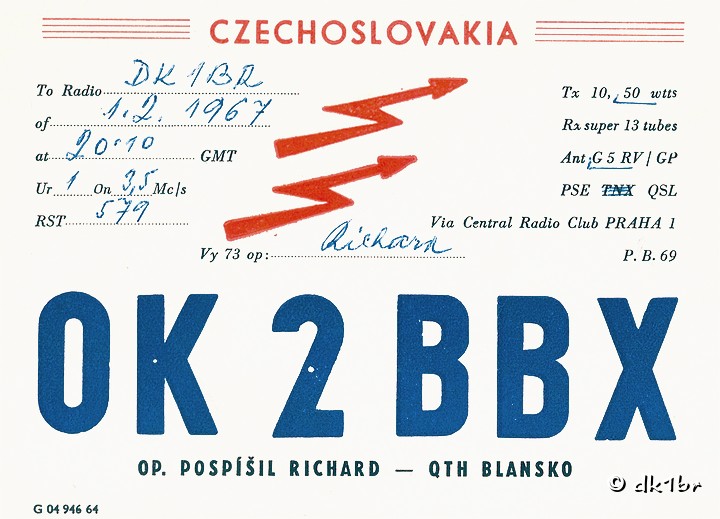 CZECHOSLOVAKIA
To Radio DK 1BR
of 1.2. 1967
at 20.10 GMT
Ur 1 On 3,5 Mc/s
RST 579
Tx 10, 50 wtts
Rx super 13 tubes
Ant: G 5 RV / GP
PSE TNX QSL
Via Central Radio Club PRAHA 1
Vy 73 op: Richard
P. B. 69
OK 2 BBX
OP. POSPÍŠIL RICHARD — QTH BLANSKO
G 04 946 64
© dk1br